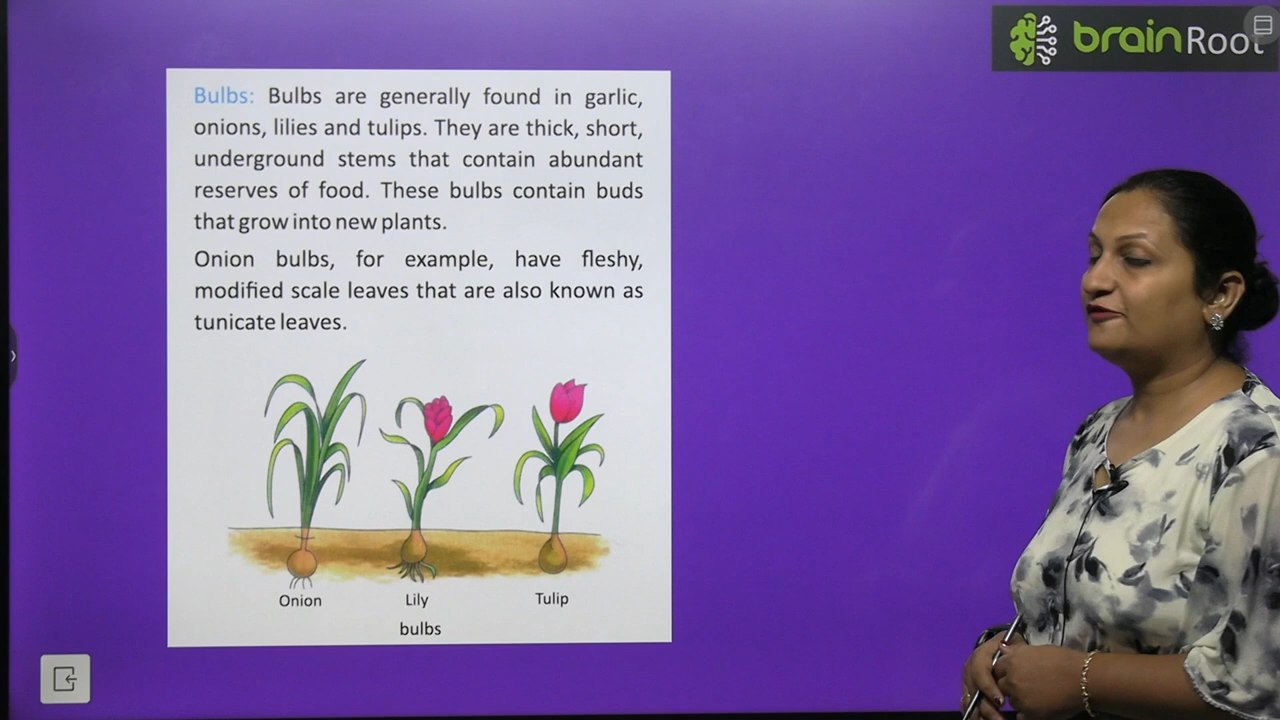 brainRoot
Bulbs: Bulbs are generally found in garlic,
onions, lilies and tulips. They are thick, short,
underground stems that contain abundant
reserves of food. These bulbs contain buds
that grow into new plants.
Onion bulbs, for example, have fleshy,
modified scale leaves that are also known as
tunicate leaves.
Onion Lily Tulip
bulbs